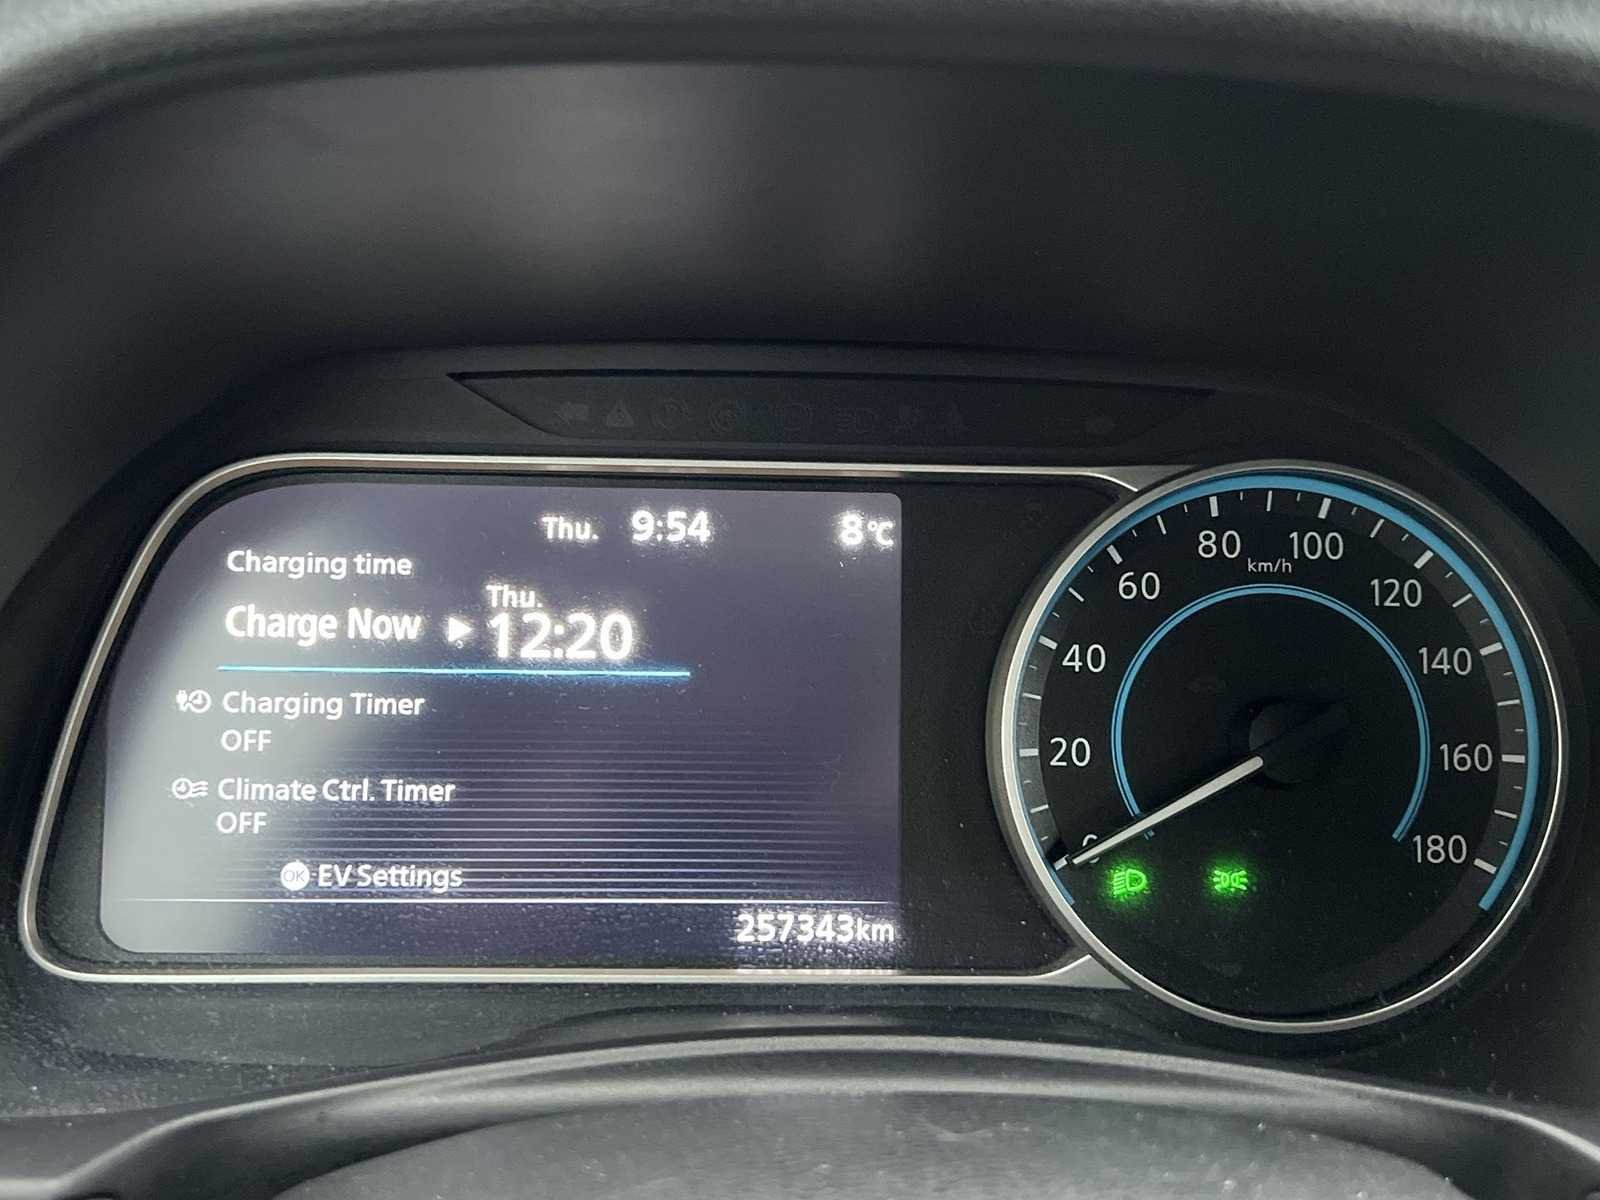 Thu. 9:54 8°C
Charging time
Charge Now ▶ Thu. 12:20
Charging Timer
OFF
Climate Ctrl. Timer
OFF
OK EV Settings
257343km
0
20
40
60
80
100
120
140
160
180
km/h